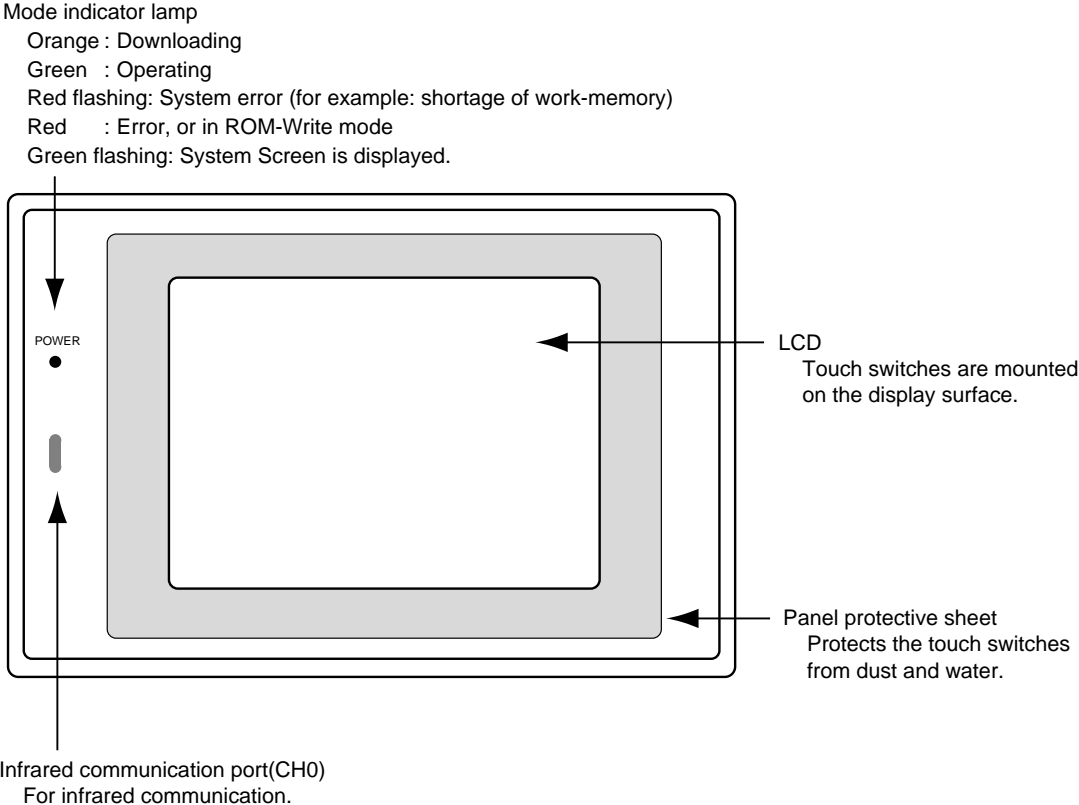 Mode indicator lamp
Orange : Downloading
Green : Operating
Red flashing: System error (for example: shortage of work-memory)
Red : Error, or in ROM-Write mode
Green flashing: System Screen is displayed.
POWER
LCD
Touch switches are mounted
on the display surface.
Panel protective sheet
Protects the touch switches
from dust and water.
Infrared communication port(CH0)
For infrared communication.